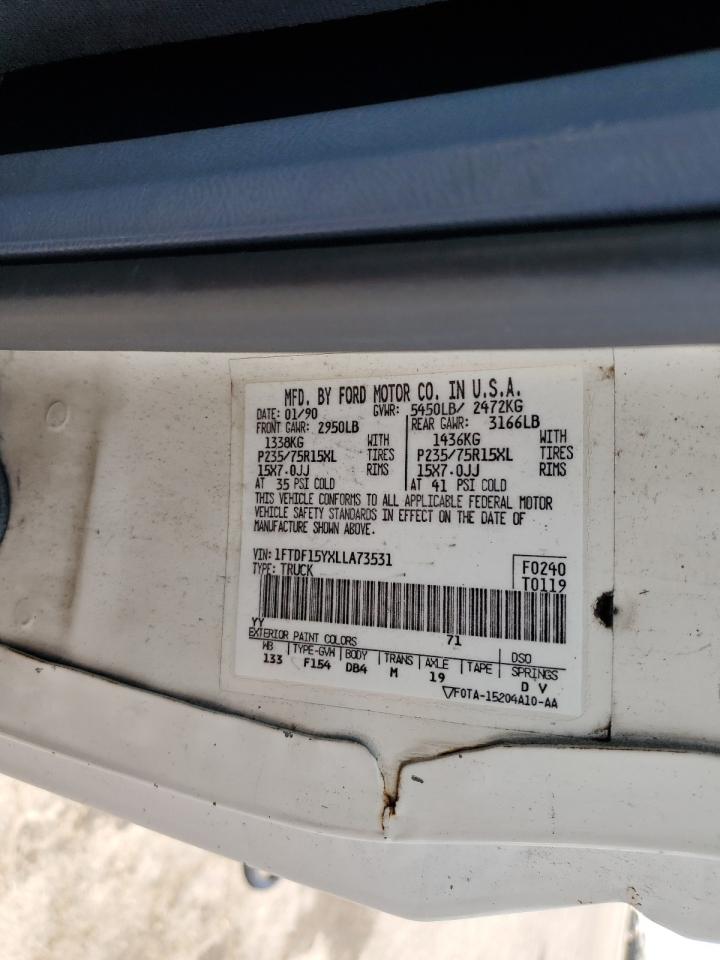 MFD. BY FORD MOTOR CO. IN U.S.A.
DATE: 01/90 GVWR: 5450LB/ 2472KG
FRONT GAWR: 2950LB REAR GAWR: 3166LB
1338KG WITH 1436KG WITH
P235/75R15XL TIRES P235/75R15XL TIRES
15X7.0JJ RIMS 15X7.0JJ RIMS
AT 35 PSI COLD AT 41 PSI COLD
THIS VEHICLE CONFORMS TO ALL APPLICABLE FEDERAL MOTOR
VEHICLE SAFETY STANDARDS IN EFFECT ON THE DATE OF
MANUFACTURE SHOWN ABOVE.
VIN: 1FTDF15YXLLA73531 F0240
TYPE: TRUCK T0119
YY 71
EXTERIOR PAINT COLORS DSO
WB TYPE-GVW BODY TRANS AXLE TAPE SPRINGS
133 F154 DB4 M 19 D V
F0TA-15204A10-AA